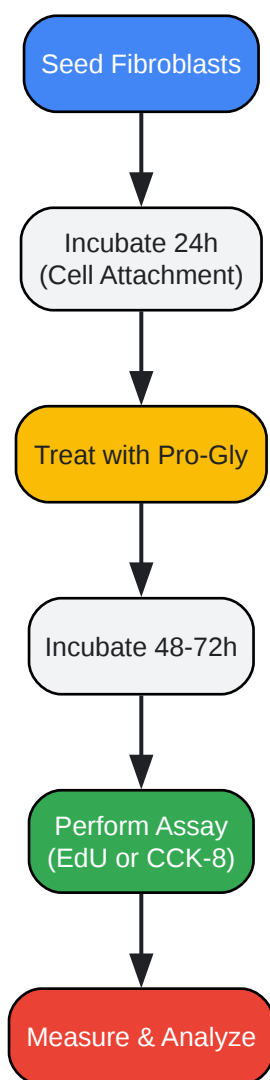 Seed Fibroblasts
Incubate 24h
(Cell Attachment)
Treat with Pro-Gly
Incubate 48-72h
Perform Assay
(EdU or CCK-8)
Measure & Analyze